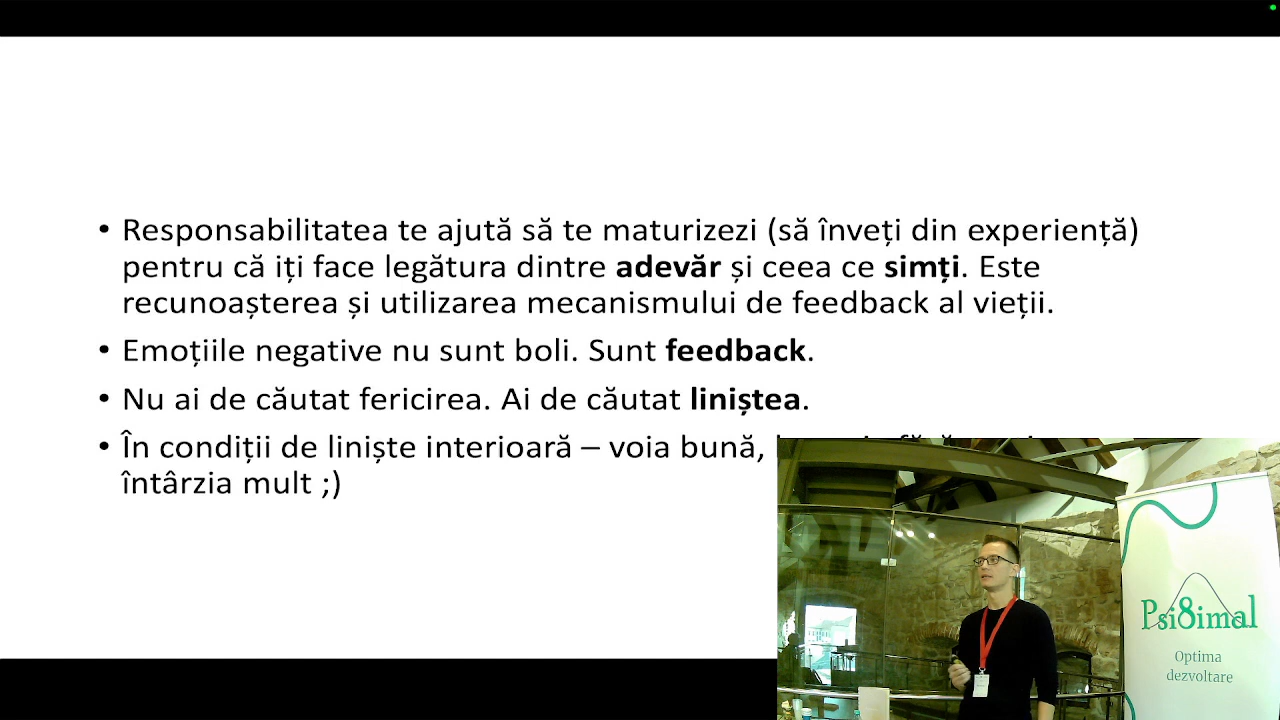 • Responsabilitatea te ajută să te maturizezi (să înveți din experiență)
pentru că iți face legătura dintre adevăr și ceea ce simți. Este
recunoașterea și utilizarea mecanismului de feedback al vieții.
• Emoțiile negative nu sunt boli. Sunt feedback.
• Nu ai de căutat fericirea. Ai de căutat liniștea.
• În condiții de liniște interioară – voia bună,
întârzia mult ;)
Psi8imal
Optima
dezvoltare